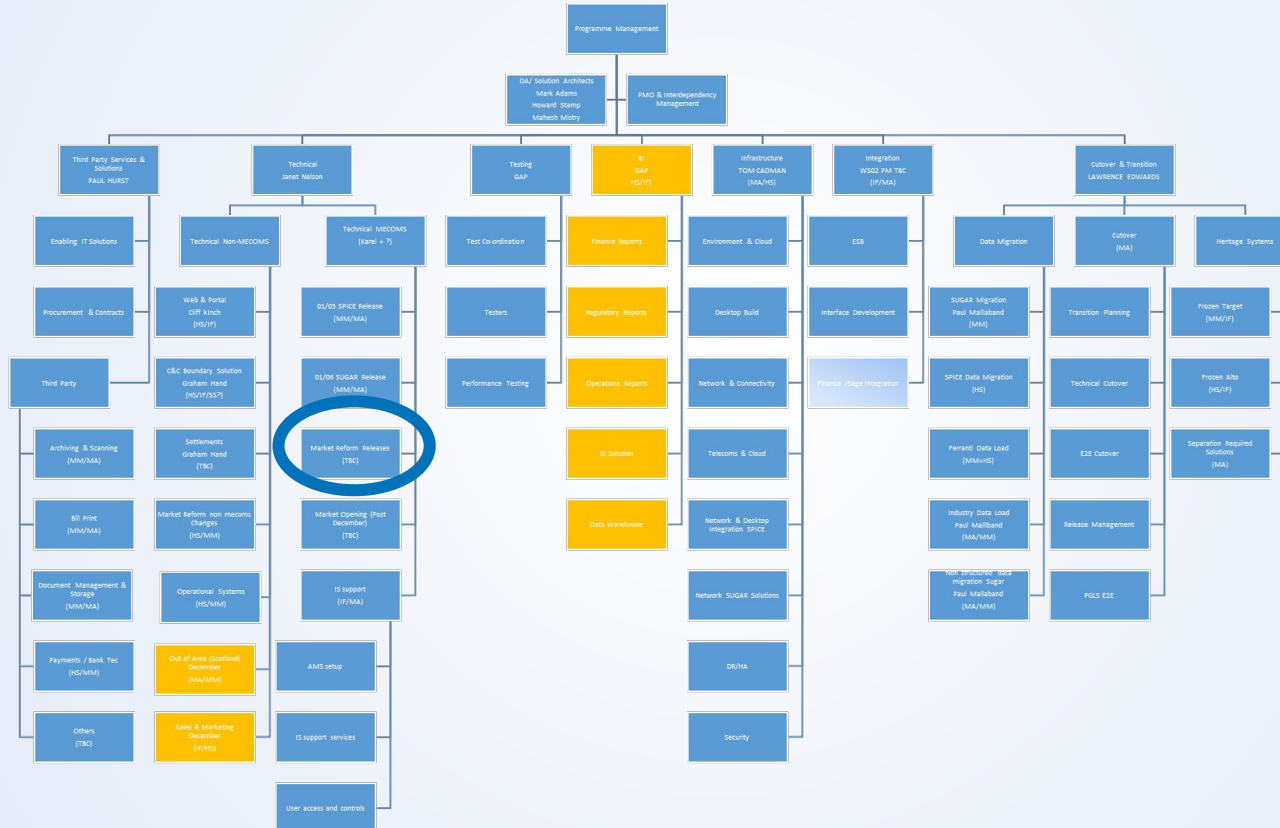 Programme Management
DA/ Solution Architects
Mark Adams
Howard Stamp
Mahesh Mistry
PMO & Interdependency
Management
Third Party Services &
Solutions
PAUL HURST
Technical
Janet Nelson
Testing
GAP
BI
GAP
HS/IF)
Infrastructure
TOM CADMAN
(MA/HS)
Integration
WS02 PM TBC
(IF/MA)
Cutover & Transition
LAWRENCE EDWARDS
Enabling IT Solutions
Technical Non-MECOMS
Technical MECOMS
(Karel + ?)
Test Co-ordination
Finance Reports
Environment & Cloud
ESB
Data Migration
Cutover
(MA)
Heritage Systems
Procurement & Contracts
Web & Portal
Cliff kinch
(HS/IF)
01/05 SPICE Release
(MM/MA)
Testers
Regulatory Reports
Desktop Build
Interface Development
SUGAR Migration
Paul Mallaband
(MM)
Transition Planning
Frozen Target
(MM/IF)
Third Party
C&C Boundary Solution
Graham Hand
(HS/IF/SS?)
01/06 SUGAR Release
(MM/MA)
Performance Testing
Operations Reports
Network & Connectivity
Finance /Sage Integration
SPICE Data Migration
(HS)
Technical Cutover
Frozen Alto
(HS/IF)
Archiving & Scanning
(MM/MA)
Settlements
Graham Hand
(TBC)
Market Reform Releases
(TBC)
BI Solution
Telecoms & Cloud
Ferranti Data Load
(MM+HS)
E2E Cutover
Separation Required
Solutions
(MA)
Bill Print
(MM/MA)
Market Reform non mecoms
Changes
(HS/MM)
Market Opening (Post
December)
(TBC)
Data Warehouse
Network & Desktop
Integration SPICE
Industry Data Load
Paul Malliband
(MA/MM)
Release Management
Document Management &
Storage
(MM/MA)
Operational Systems
(HS/MM)
IS support
(IF/MA)
Network SUGAR Solutions
Non structured data
migration Sugar
Paul Mallaband
(MA/MM)
PGLS E2E
Payments / Bank Tec
(HS/MM)
Out of Area (Scotland)
December
(MA/MM)
AMS setup
DR/HA
Others
(TBC)
Sales & Marketing
December
(IF/HS)
IS support services
Security
User access and controls